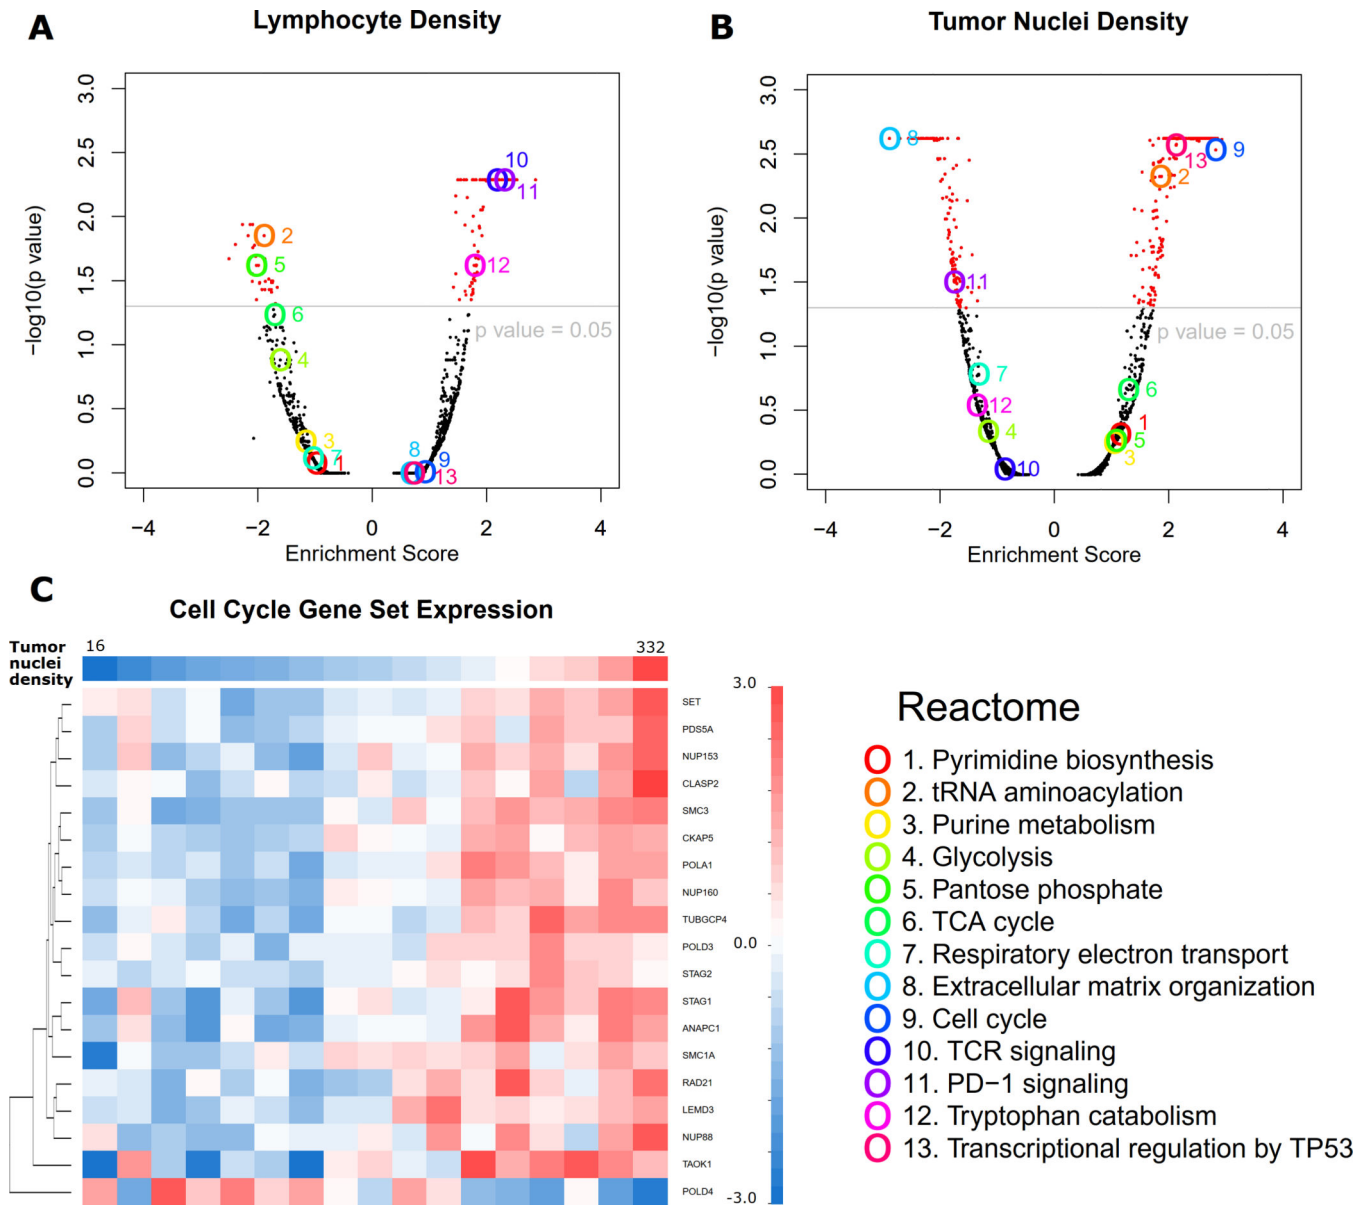 A
Lymphocyte Density
3.0
2.5
2.0
1.5
1.0
0.5
0.0
−log10(p value)
10
11
2
5
12
6
p value = 0.05
4
3
7
1
8
9
13
−4
−2
0
2
4
Enrichment Score
B
Tumor Nuclei Density
3.0
2.5
2.0
1.5
1.0
0.5
0.0
−log10(p value)
8
13
9
2
11
p value = 0.05
7
6
12
4
1
5
3
10
−4
−2
0
2
4
Enrichment Score
C
Cell Cycle Gene Set Expression
Tumor
nuclei
density
16
332
SET
PDS5A
NUP153
CLASP2
SMC3
CKAP5
POLA1
NUP160
TUBGCP4
POLD3
STAG2
STAG1
ANAPC1
SMC1A
RAD21
LEMD3
NUP88
TAOK1
POLD4
3.0
0.0
-3.0
Reactome
1. Pyrimidine biosynthesis
2. tRNA aminoacylation
3. Purine metabolism
4. Glycolysis
5. Pantose phosphate
6. TCA cycle
7. Respiratory electron transport
8. Extracellular matrix organization
9. Cell cycle
10. TCR signaling
11. PD−1 signaling
12. Tryptophan catabolism
13. Transcriptional regulation by TP53